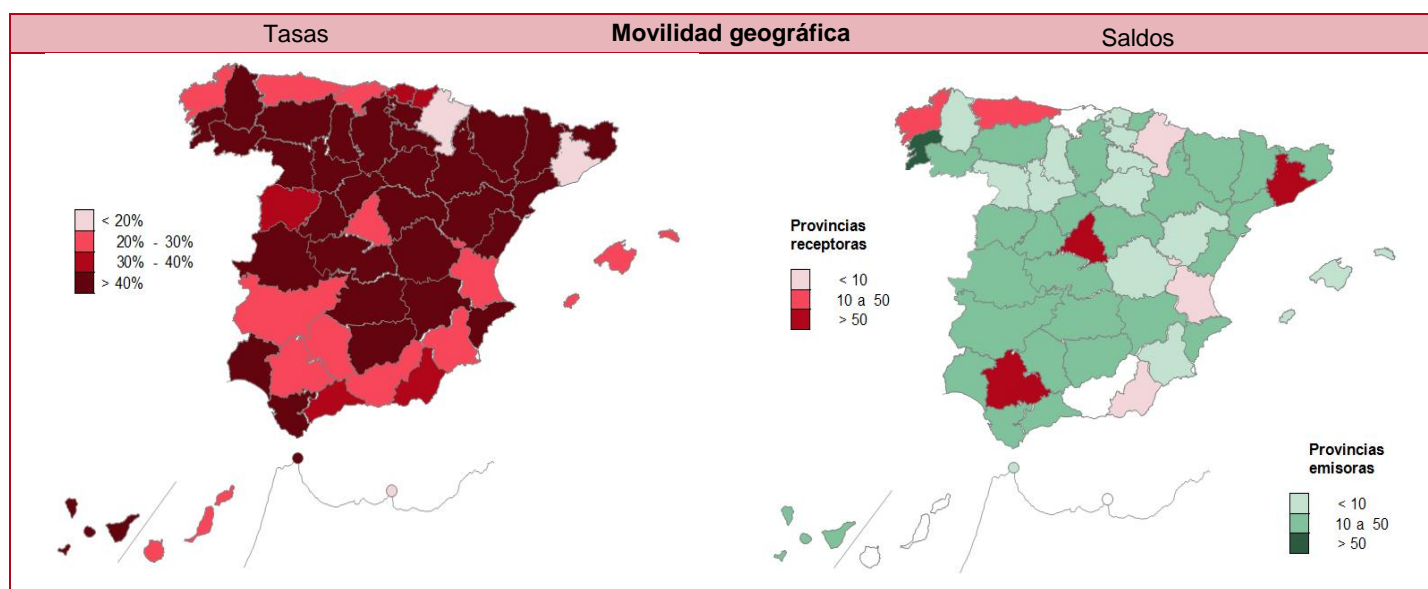 Tasas Movilidad geográfica Saldos
< 20%
20% - 30%
30% - 40%
> 40%
Provincias
receptoras
< 10
10 a 50
> 50
Provincias
emisoras
< 10
10 a 50
> 50